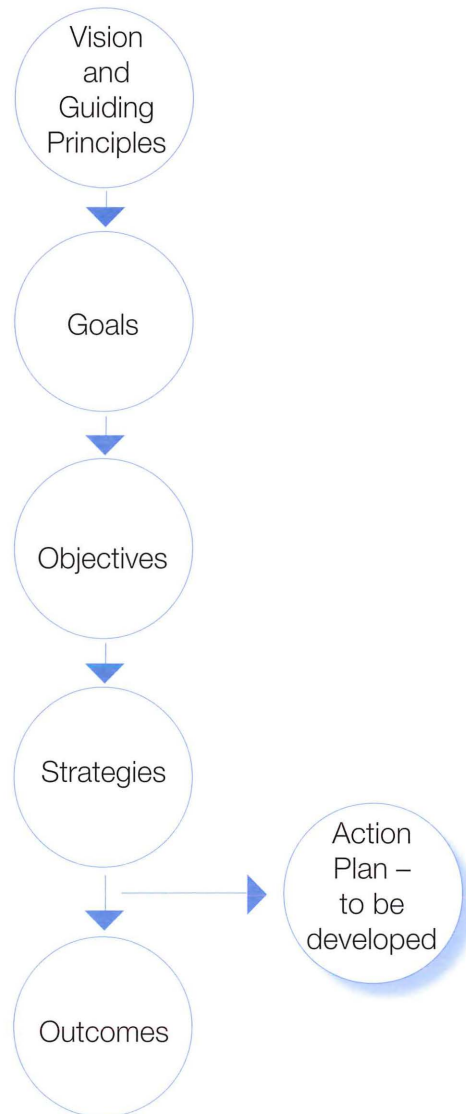 Vision
and
Guiding
Principles
Goals
Objectives
Strategies
Action
Plan –
to be
developed
Outcomes